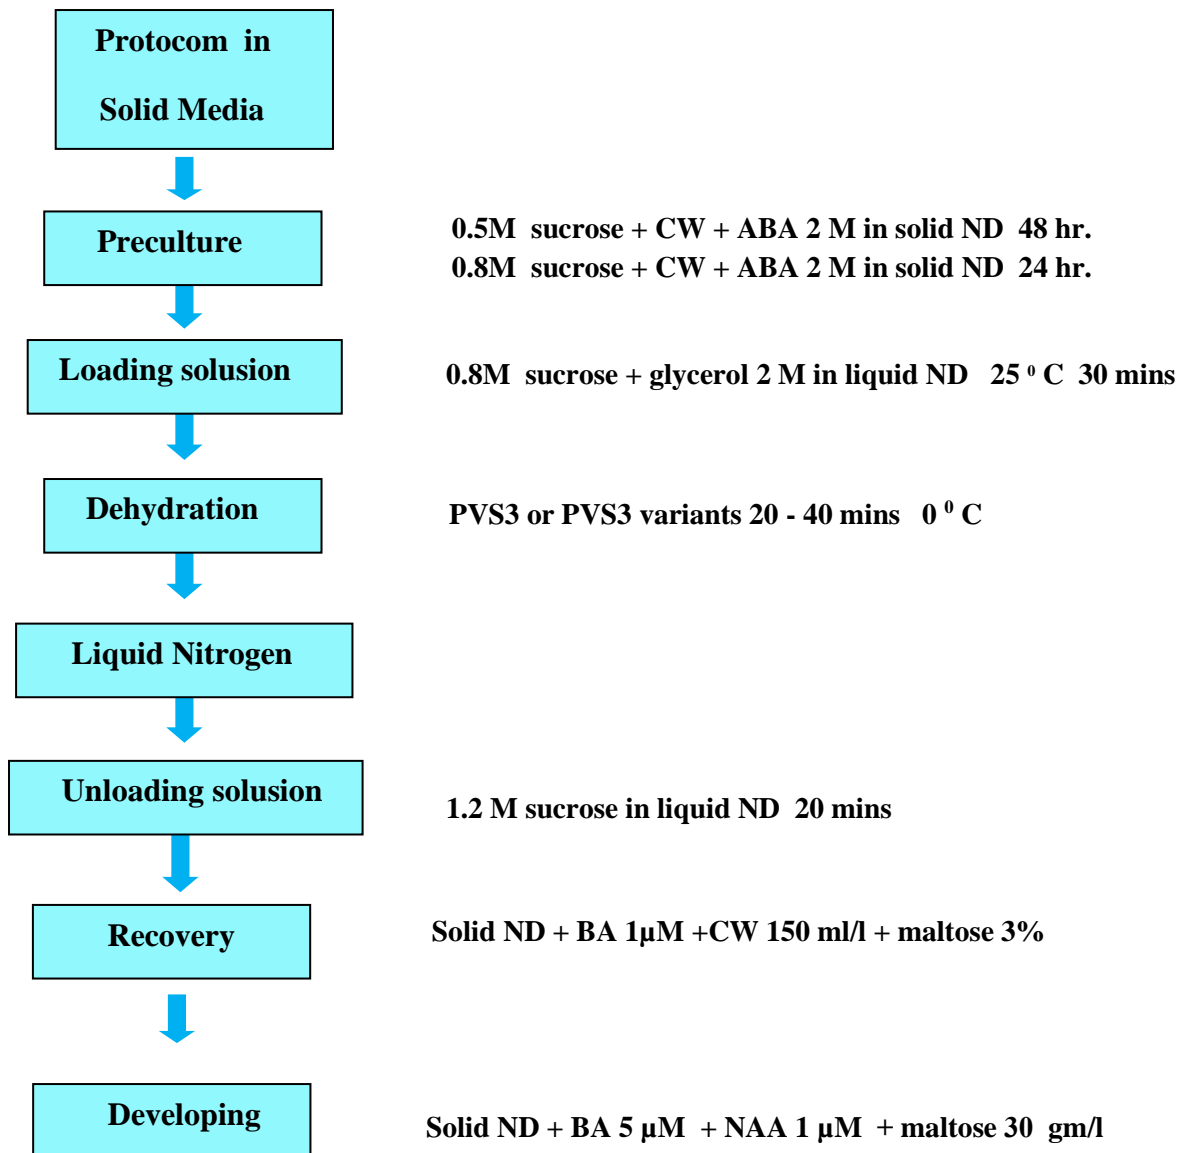 Protocom in
Solid Media
Preculture
0.5M sucrose + CW + ABA 2 M in solid ND 48 hr.
0.8M sucrose + CW + ABA 2 M in solid ND 24 hr.
Loading solusion
0.8M sucrose + glycerol 2 M in liquid ND 25 ⁰ C 30 mins
Dehydration
PVS3 or PVS3 variants 20 - 40 mins 0 ⁰ C
Liquid Nitrogen
Unloading solusion
1.2 M sucrose in liquid ND 20 mins
Recovery
Solid ND + BA 1µM +CW 150 ml/l + maltose 3%
Developing
Solid ND + BA 5 µM + NAA 1 µM + maltose 30 gm/l